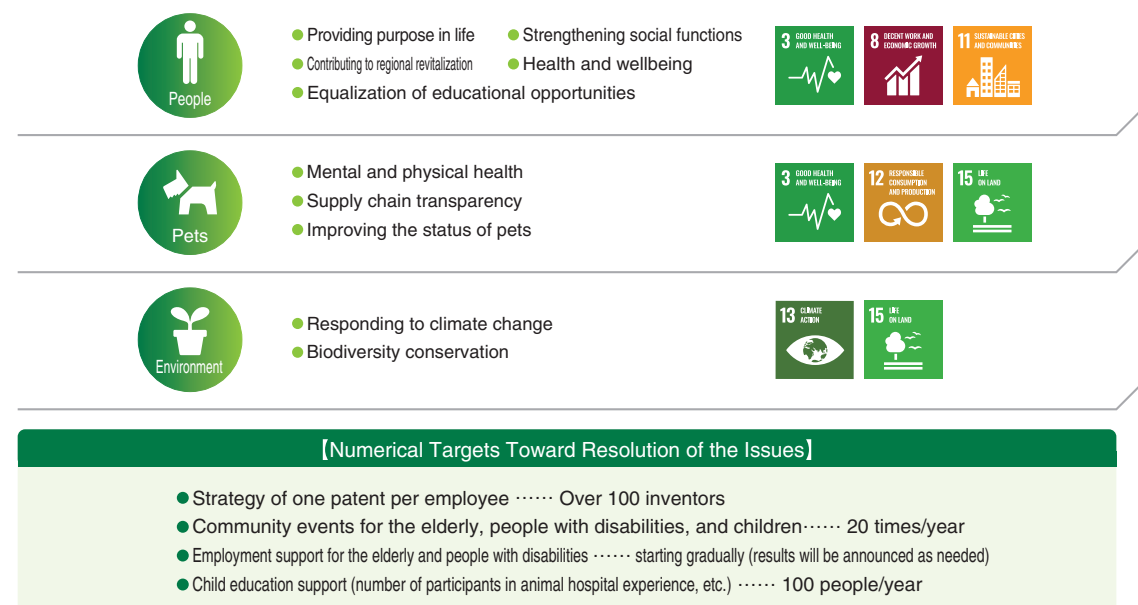 People
● Providing purpose in life ● Strengthening social functions
● Contributing to regional revitalization ● Health and wellbeing
● Equalization of educational opportunities
3 GOOD HEALTH
AND WELL-BEING
8 DECENT WORK AND
ECONOMIC GROWTH
11 SUSTAINABLE CITIES
AND COMMUNITIES
Pets
● Mental and physical health
● Supply chain transparency
● Improving the status of pets
3 GOOD HEALTH
AND WELL-BEING
12 RESPONSIBLE
CONSUMPTION
AND PRODUCTION
15 LIFE
ON LAND
Environment
● Responding to climate change
● Biodiversity conservation
13 CLIMATE
ACTION
15 LIFE
ON LAND
【Numerical Targets Toward Resolution of the Issues】
● Strategy of one patent per employee ⋯⋯ Over 100 inventors
● Community events for the elderly, people with disabilities, and children⋯⋯ 20 times/year
● Employment support for the elderly and people with disabilities ⋯⋯ starting gradually (results will be announced as needed)
● Child education support (number of participants in animal hospital experience, etc.) ⋯⋯ 100 people/year